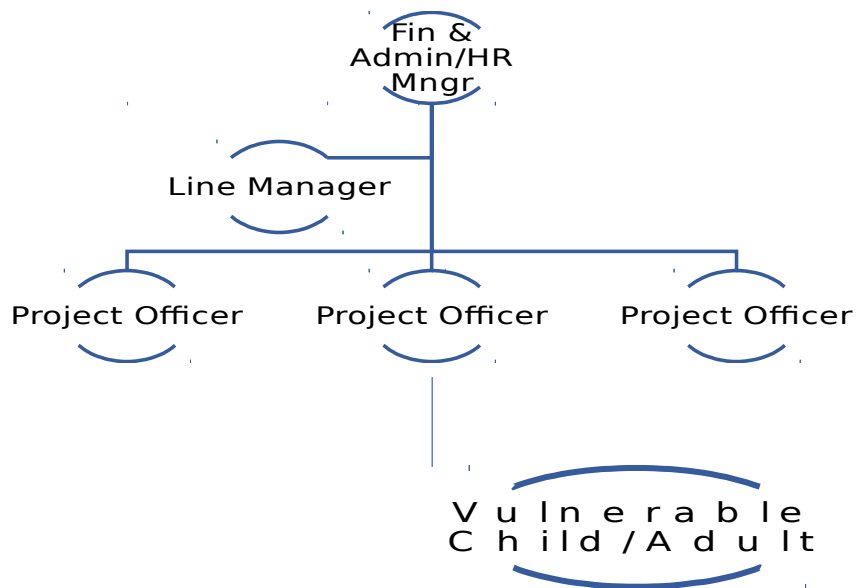 Fin &
Admin/HR
Mngr
Line Manager
Project Officer
Project Officer
Project Officer
Vulnerable
Child/Adult